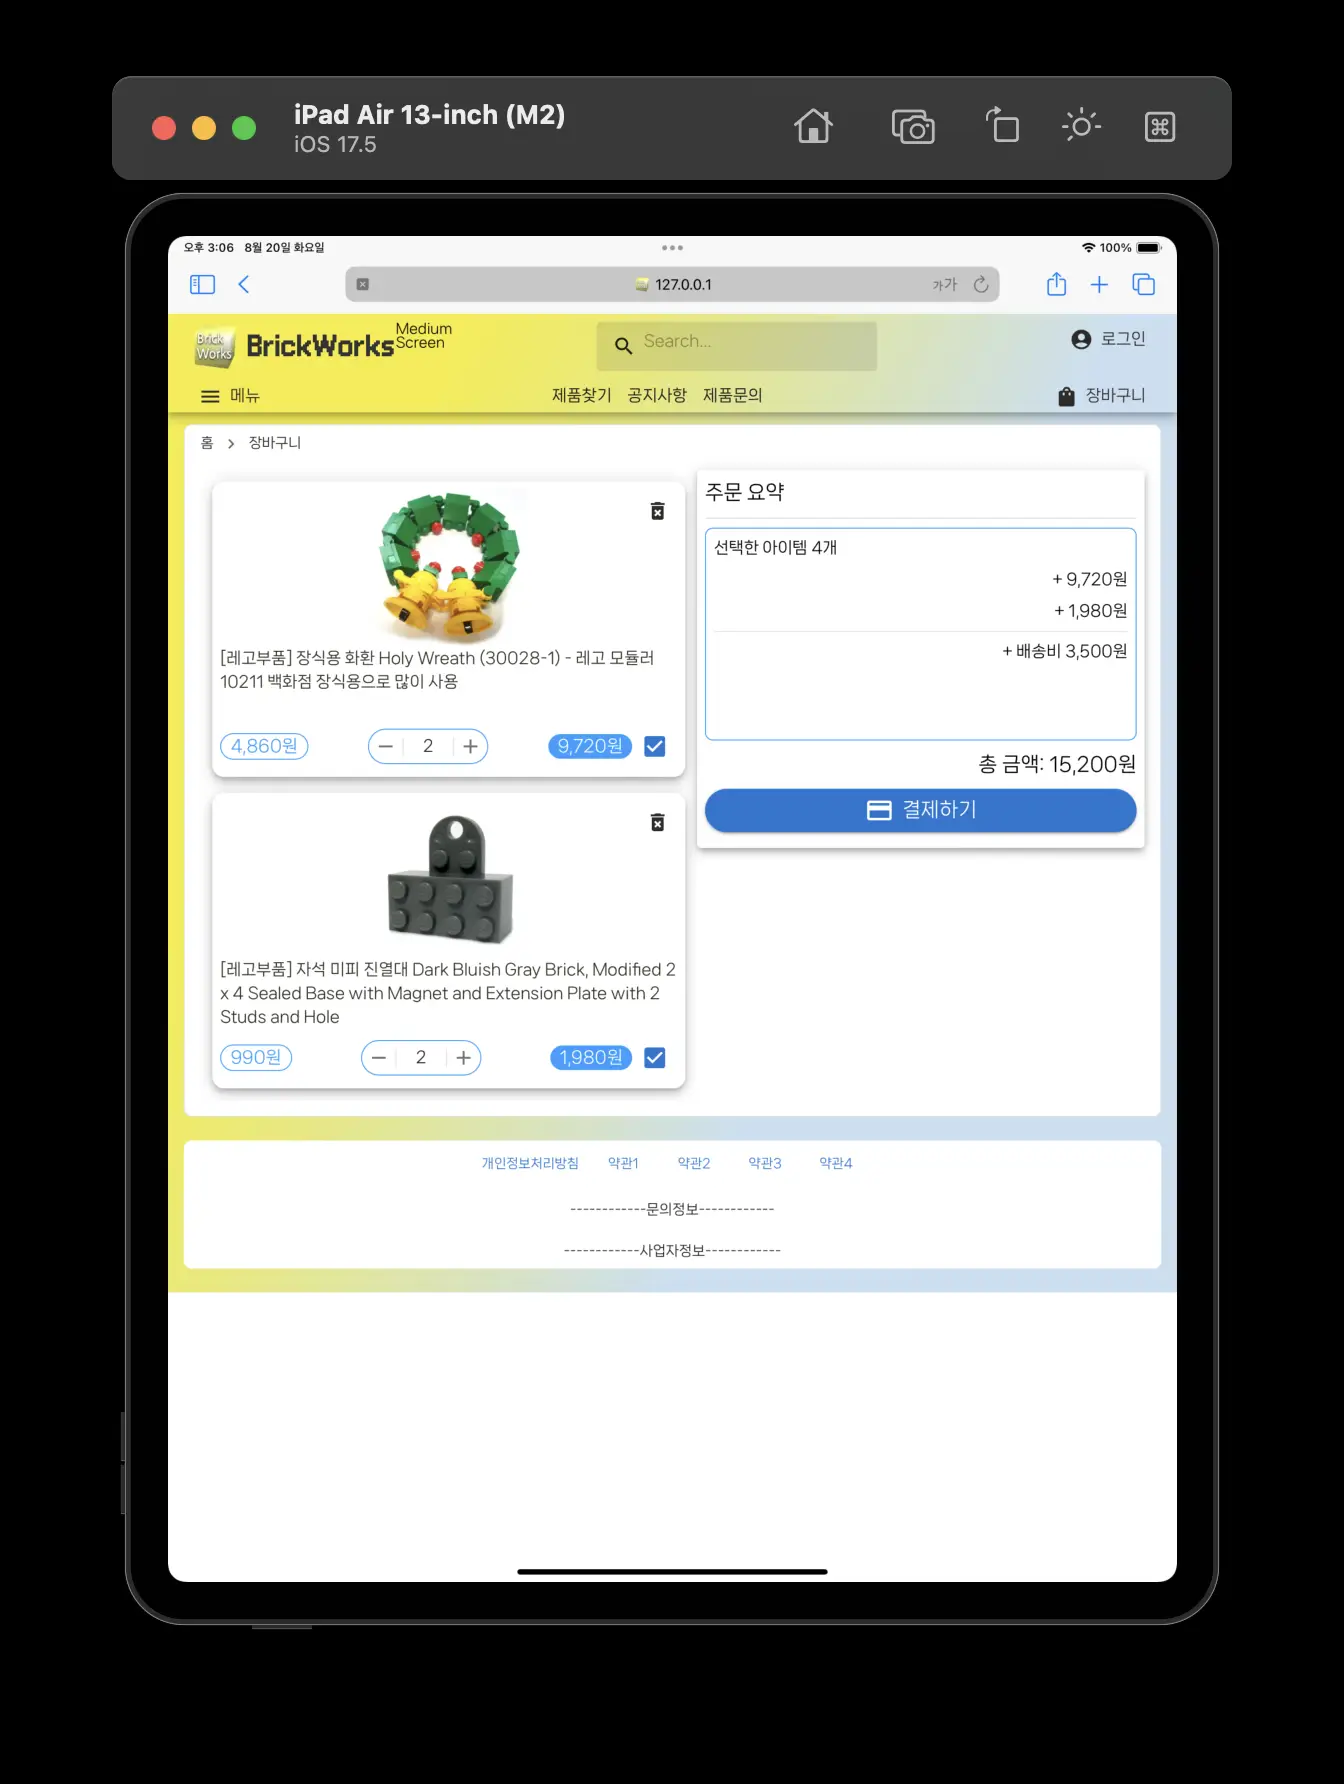 iPad Air 13-inch (M2)
iOS 17.5
오후 3:06 8월 20일 화요일
100%
127.0.0.1
가가
Brick
Works
BrickWorks
Medium
Screen
Search...
로그인
메뉴
제품찾기 공지사항 제품문의
장바구니
홈 > 장바구니
[레고부품] 장식용 화환 Holy Wreath (30028-1) - 레고 모듈러
10211 백화점 장식용으로 많이 사용
4,860원 − 2 + 9,720원
[레고부품] 자석 미피 진열대 Dark Bluish Gray Brick, Modified 2
x 4 Sealed Base with Magnet and Extension Plate with 2
Studs and Hole
990원 − 2 + 1,980원
주문 요약
선택한 아이템 4개
+ 9,720원
+ 1,980원
+ 배송비 3,500원
총 금액: 15,200원
결제하기
개인정보처리방침 약관1 약관2 약관3 약관4
------------문의정보------------
------------사업자정보------------